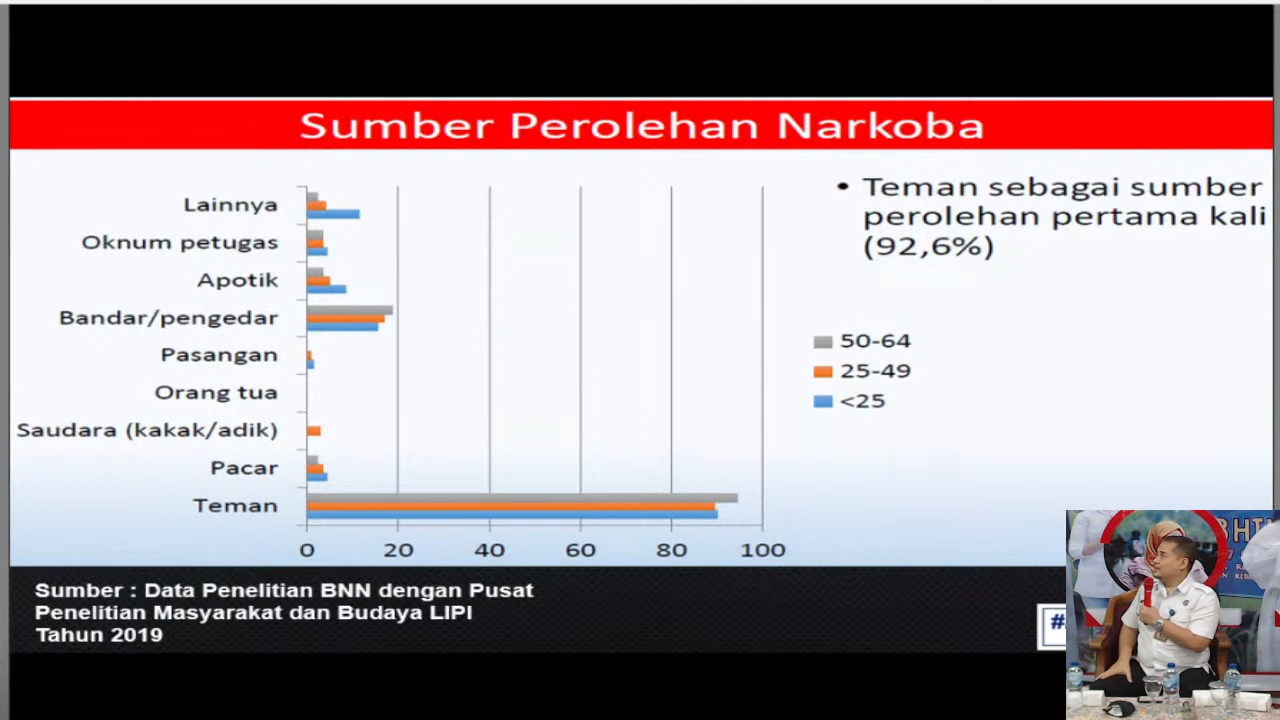 Sumber Perolehan Narkoba
Lainnya
Oknum petugas
Apotik
Bandar/pengedar
Pasangan
Orang tua
Saudara (kakak/adik)
Pacar
Teman
0 20 40 60 80 100
• Teman sebagai sumber
perolehan pertama kali
(92,6%)
50-64
25-49
<25
Sumber : Data Penelitian BNN dengan Pusat
Penelitian Masyarakat dan Budaya LIPI
Tahun 2019
#